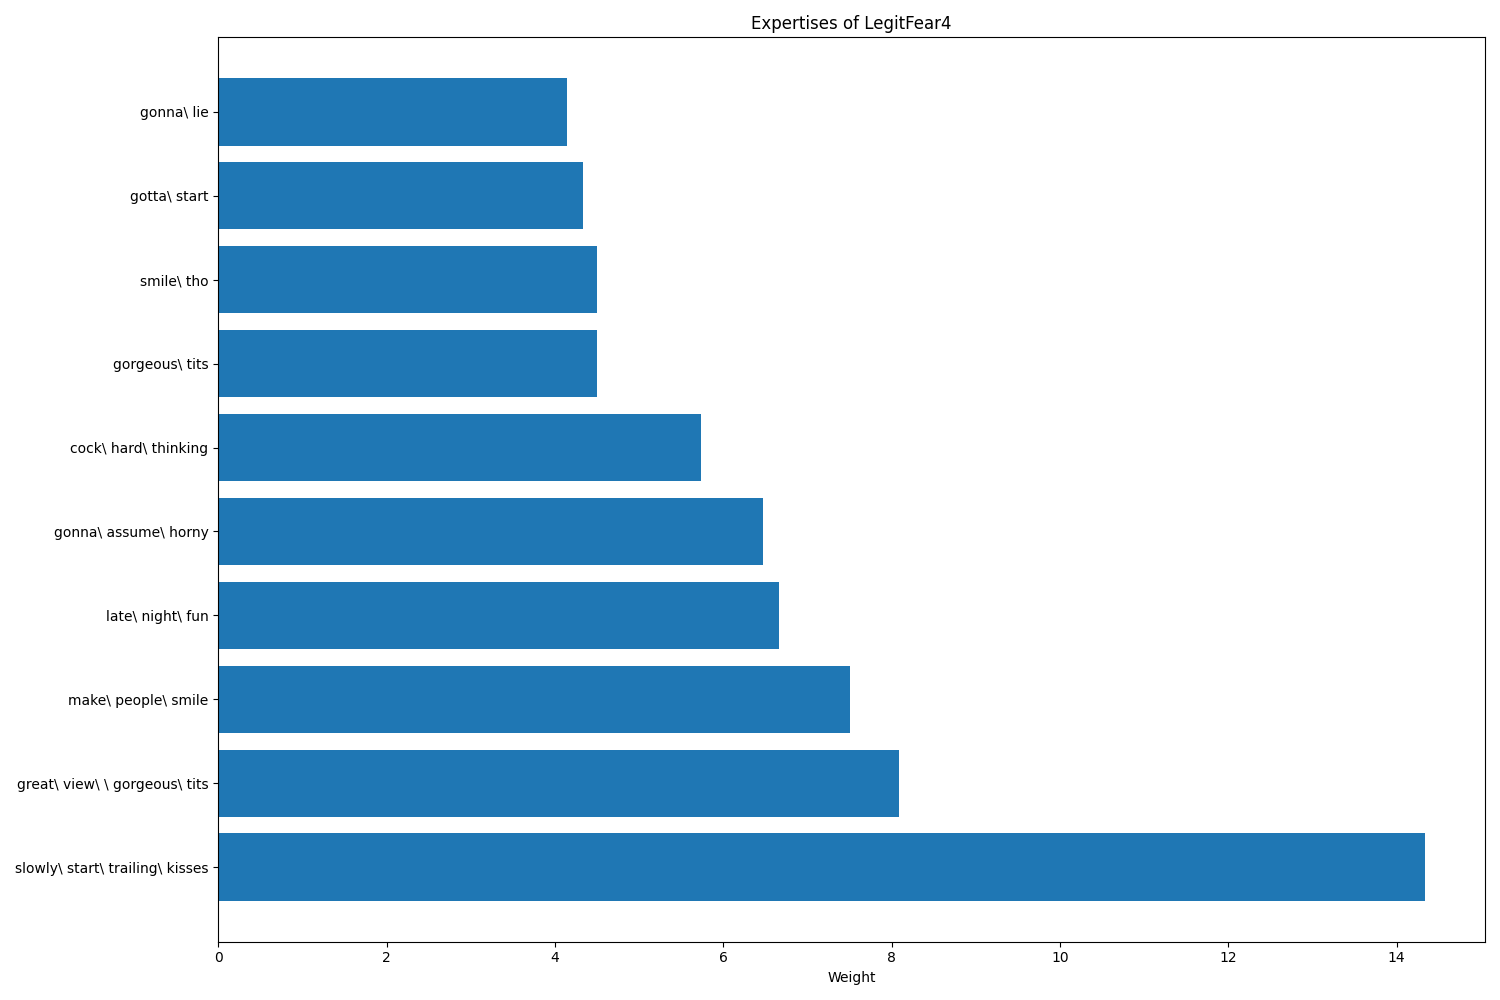 Expertises of LegitFear4
gonna\ lie
gotta\ start
smile\ tho
gorgeous\ tits
cock\ hard\ thinking
gonna\ assume\ horny
late\ night\ fun
make\ people\ smile
great\ view\ \ gorgeous\ tits
slowly\ start\ trailing\ kisses
0 2 4 6 8 10 12 14
Weight